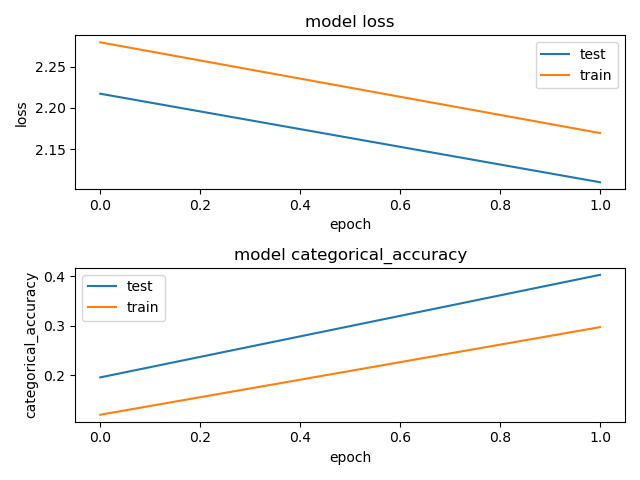 model loss
loss
2.25
2.20
2.15
test
train
0.0 0.2 0.4 0.6 0.8 1.0
epoch
model categorical_accuracy
categorical_accuracy
0.4
0.3
0.2
test
train
0.0 0.2 0.4 0.6 0.8 1.0
epoch